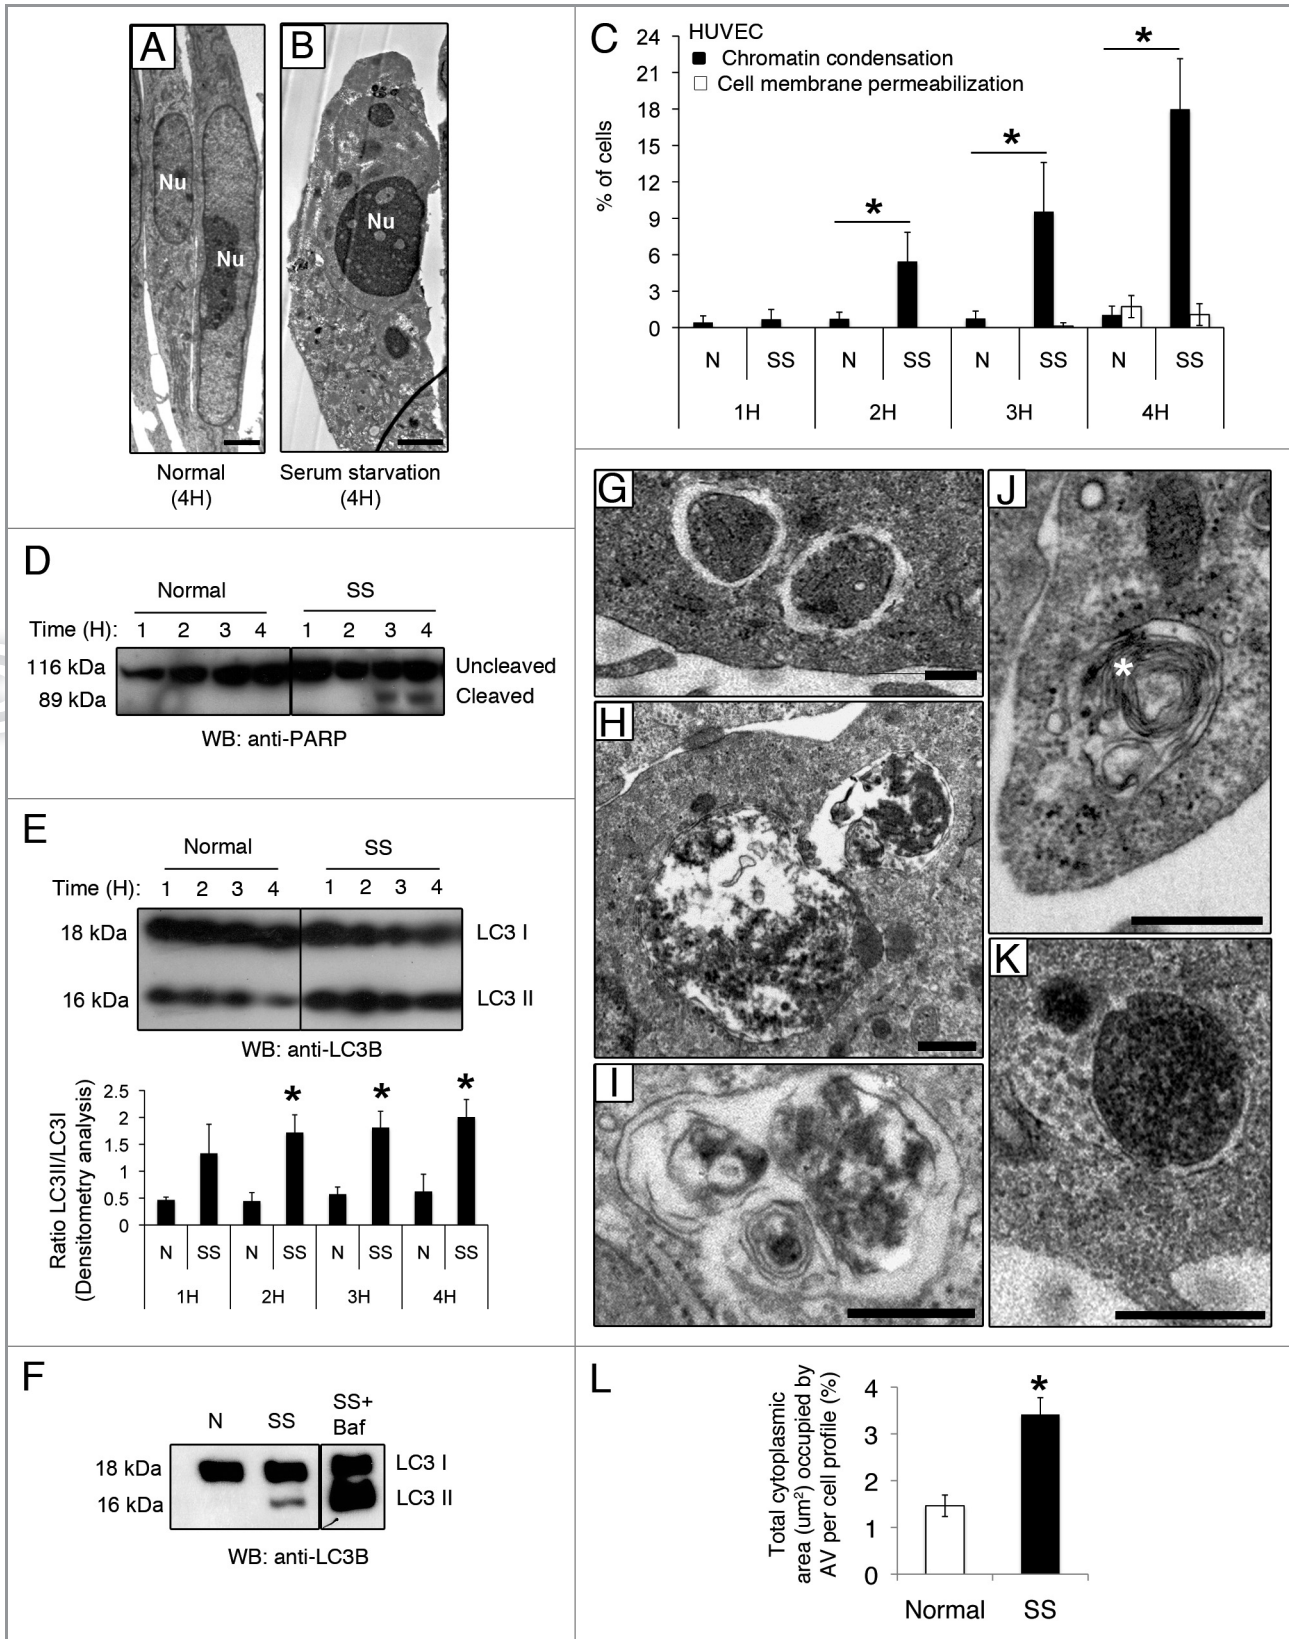 A
B
Nu
Nu
Nu
Normal
(4H)
Serum starvation
(4H)
C
HUVEC
Chromatin condensation
Cell membrane permeabilization
% of cells
24
21
18
15
12
9
6
3
0
*
*
*
N SS N SS N SS N SS
1H 2H 3H 4H
D
Normal SS
Time (H): 1 2 3 4 1 2 3 4
116 kDa Uncleaved
89 kDa Cleaved
WB: anti-PARP
E
Normal SS
Time (H): 1 2 3 4 1 2 3 4
18 kDa LC3 I
16 kDa LC3 II
WB: anti-LC3B
Ratio LC3II/LC3I
(Densitometry analysis)
2.5
2
1.5
1
0.5
0
* * *
N SS N SS N SS N SS
1H 2H 3H 4H
F
N SS SS+
Baf
18 kDa LC3 I
16 kDa LC3 II
WB: anti-LC3B
G
H
I
J
*
K
L
Total cytoplasmic
area (um²) occupied by
AV per cell profile (%)
4
3
2
1
0
*
Normal SS